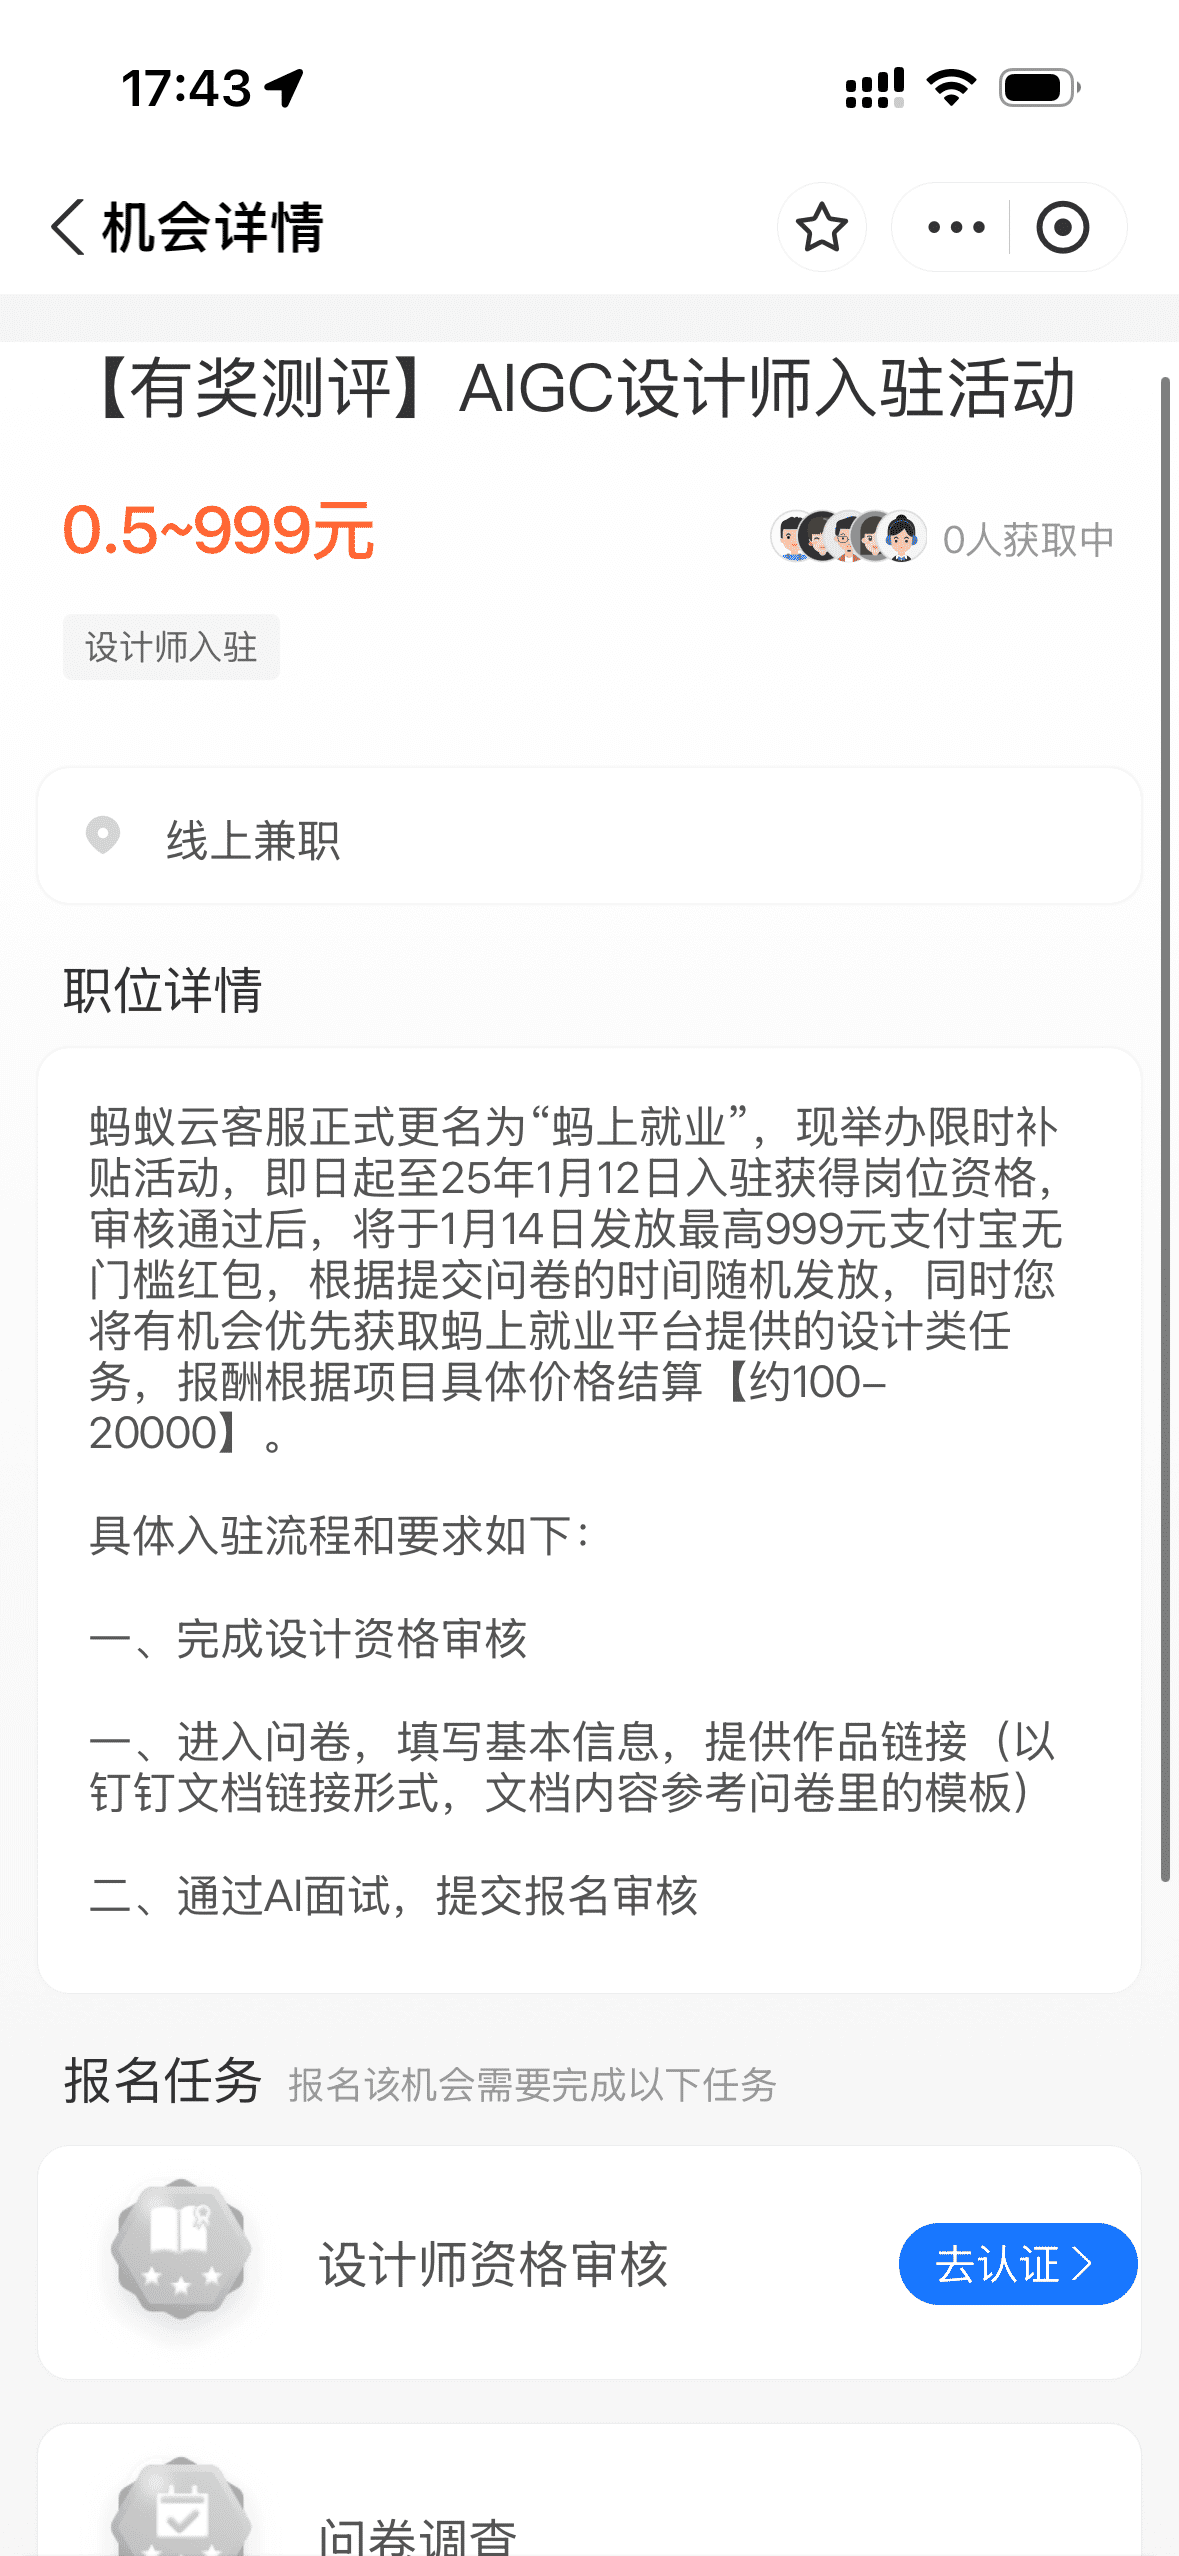 17:43
机会详情
【有奖测评】AIGC设计师入驻活动
0.5~999元
0人获取中
设计师入驻
线上兼职
职位详情
蚂蚁云客服正式更名为“蚂上就业”，现举办限时补
贴活动，即日起至25年1月12日入驻获得岗位资格，
审核通过后，将于1月14日发放最高999元支付宝无
门槛红包，根据提交问卷的时间随机发放，同时您
将有机会优先获取蚂上就业平台提供的设计类任
务，报酬根据项目具体价格结算【约100–
20000】。
具体入驻流程和要求如下：
一、完成设计资格审核
一、进入问卷，填写基本信息，提供作品链接（以
钉钉文档链接形式，文档内容参考问卷里的模板）
二、通过AI面试，提交报名审核
报名任务 报名该机会需要完成以下任务
设计师资格审核
去认证
问卷调查